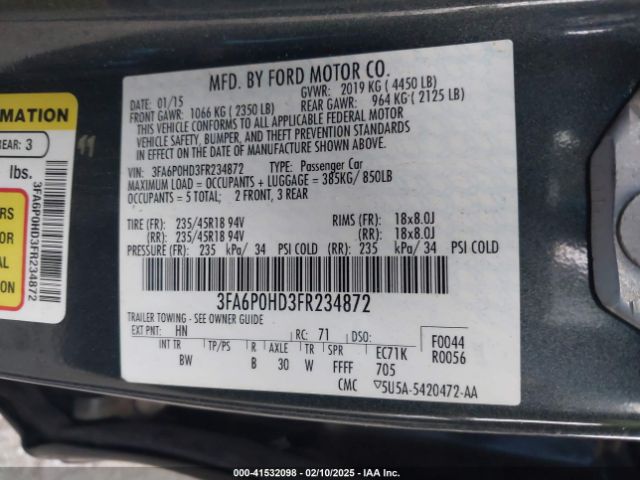 MFD. BY FORD MOTOR CO.
DATE: 01/15
GVWR: 2019 KG ( 4450 LB)
FRONT GAWR: 1066 KG ( 2350 LB)
REAR GAWR: 964 KG ( 2125 LB)
THIS VEHICLE CONFORMS TO ALL APPLICABLE FEDERAL MOTOR
VEHICLE SAFETY, BUMPER, AND THEFT PREVENTION STANDARDS
IN EFFECT ON THE DATE OF MANUFACTURE SHOWN ABOVE.
VIN: 3FA6P0HD3FR234872 TYPE: Passenger Car
MAXIMUM LOAD = OCCUPANTS + LUGGAGE = 385KG/ 850LB
OCCUPANTS = 5 TOTAL; 2 FRONT, 3 REAR
TIRE (FR): 235/45R18 94V RIMS (FR): 18x8.0J
(RR): 235/45R18 94V (RR): 18x8.0J
PRESSURE (FR): 235 kPa/ 34 PSI COLD (RR): 235 kPa/ 34 PSI COLD
3FA6P0HD3FR234872
TRAILER TOWING - SEE OWNER GUIDE
EXT PNT: HN RC: 71 DSO:
F0044
R0056
INT TR TP/PS R AXLE TR SPR EC71K
BW B 30 W FFFF 705
CMC ▽5U5A-5420472-AA
MATION
REAR: 3
lbs.
3FA6P0HD3FR234872
RS
R
000-41532098 - 02/10/2025 - IAA Inc.